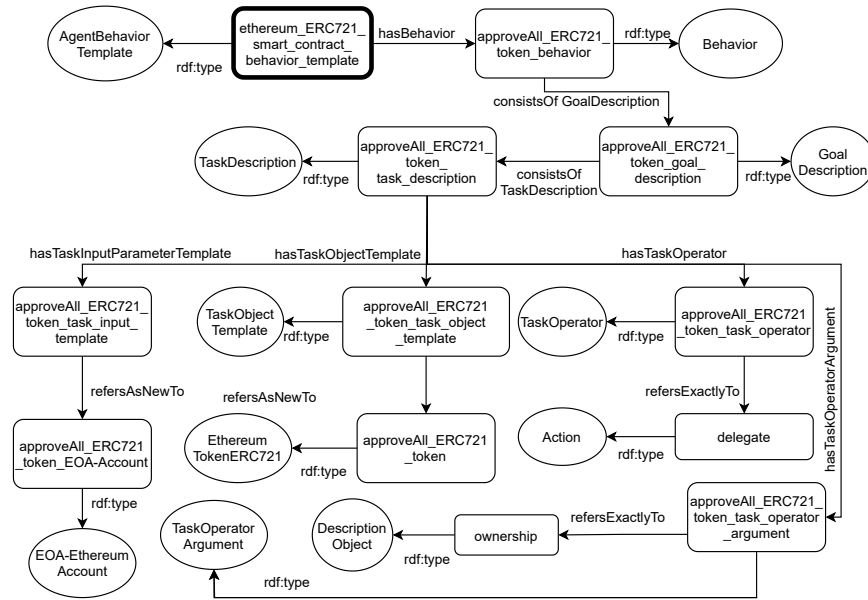 AgentBehavior
Template
rdf:type
ethereum_ERC721_
smart_contract_
behavior_template
hasBehavior
approveAll_ERC721_
token_behavior
rdf:type
Behavior
consistsOf GoalDescription
TaskDescription
rdf:type
approveAll_ERC721_
token_
task_description
consistsOf
TaskDescription
approveAll_ERC721_
token_goal_
description
rdf:type
Goal
Description
hasTaskInputParameterTemplate
hasTaskObjectTemplate
hasTaskOperator
hasTaskOperatorArgument
approveAll_ERC721_
token_task_input_
template
TaskObject
Template
rdf:type
approveAll_ERC721
_token_task_object
_template
TaskOperator
rdf:type
approveAll_ERC721_
_token_task_operator
refersAsNewTo
refersAsNewTo
refersExactlyTo
approveAll_ERC721
_token_EOA-Account
Ethereum
TokenERC721
rdf:type
approveAll_ERC721
_token
Action
rdf:type
delegate
rdf:type
EOA-Ethereum
Account
TaskOperator
Argument
Description
Object
rdf:type
ownership
refersExactlyTo
approveAll_ERC721_
token_task_operator
_argument
rdf:type